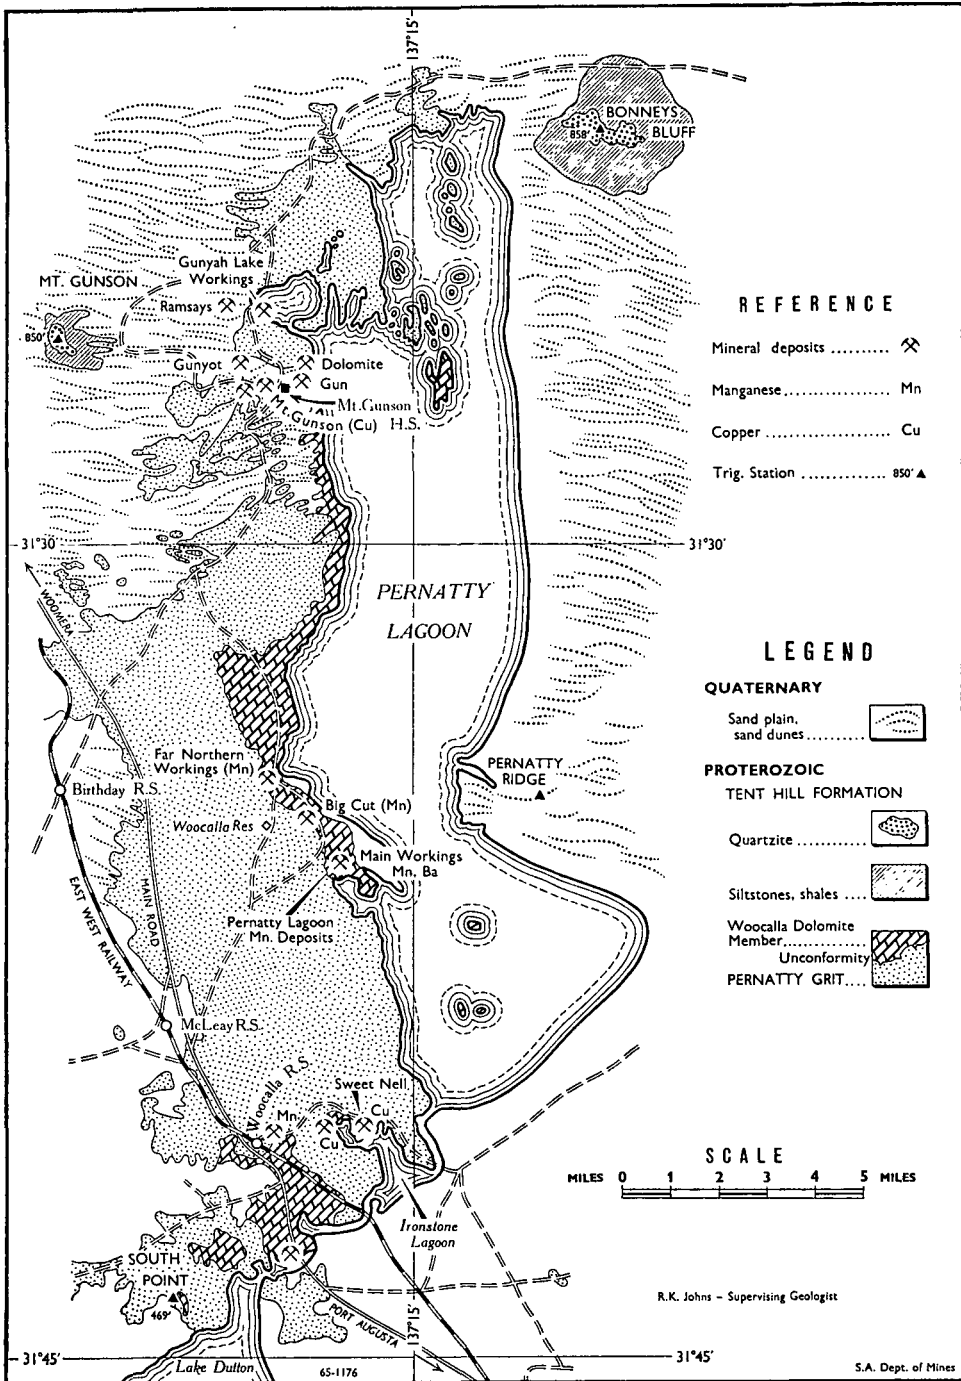 137°15'
BONNEYS
858'
BLUFF
Gunyah Lake
Workings
MT. GUNSON
Ramsays
850'
Gunyot
Dolomite
Gun
Mt.Gunson
H.S.
Mt.Gunson (Cu)
REFERENCE
Mineral deposits ..........
Manganese ............... Mn
Copper ..................... Cu
Trig. Station .............. 850'
31°30'
31°30'
WOOMERA
PERNATTY
LAGOON
LEGEND
QUATERNARY
Sand plain,
sand dunes..........
PROTEROZOIC
TENT HILL FORMATION
Quartzite ............
Siltstones, shales ....
Woocalla Dolomite
Member..............
Unconformity
PERNATTY GRIT....
Far Northern
Workings (Mn)
PERNATTY
RIDGE
Birthday R.S.
Big Cut (Mn)
Woocalla Res
Main Workings
Mn. Ba
MAIN ROAD
EAST WEST RAILWAY
Pernatty Lagoon
Mn. Deposits
McLeay R.S.
Woocalla R.S.
Sweet Nell
Mn.
Cu
Cu
SCALE
MILES 0 1 2 3 4 5 MILES
Ironstone
Lagoon
SOUTH
POINT
469'
PORT AUGUSTA
137°15'
R.K. Johns – Supervising Geologist
31°45'
31°45'
Lake Dutton
65-1176
S.A. Dept. of Mines